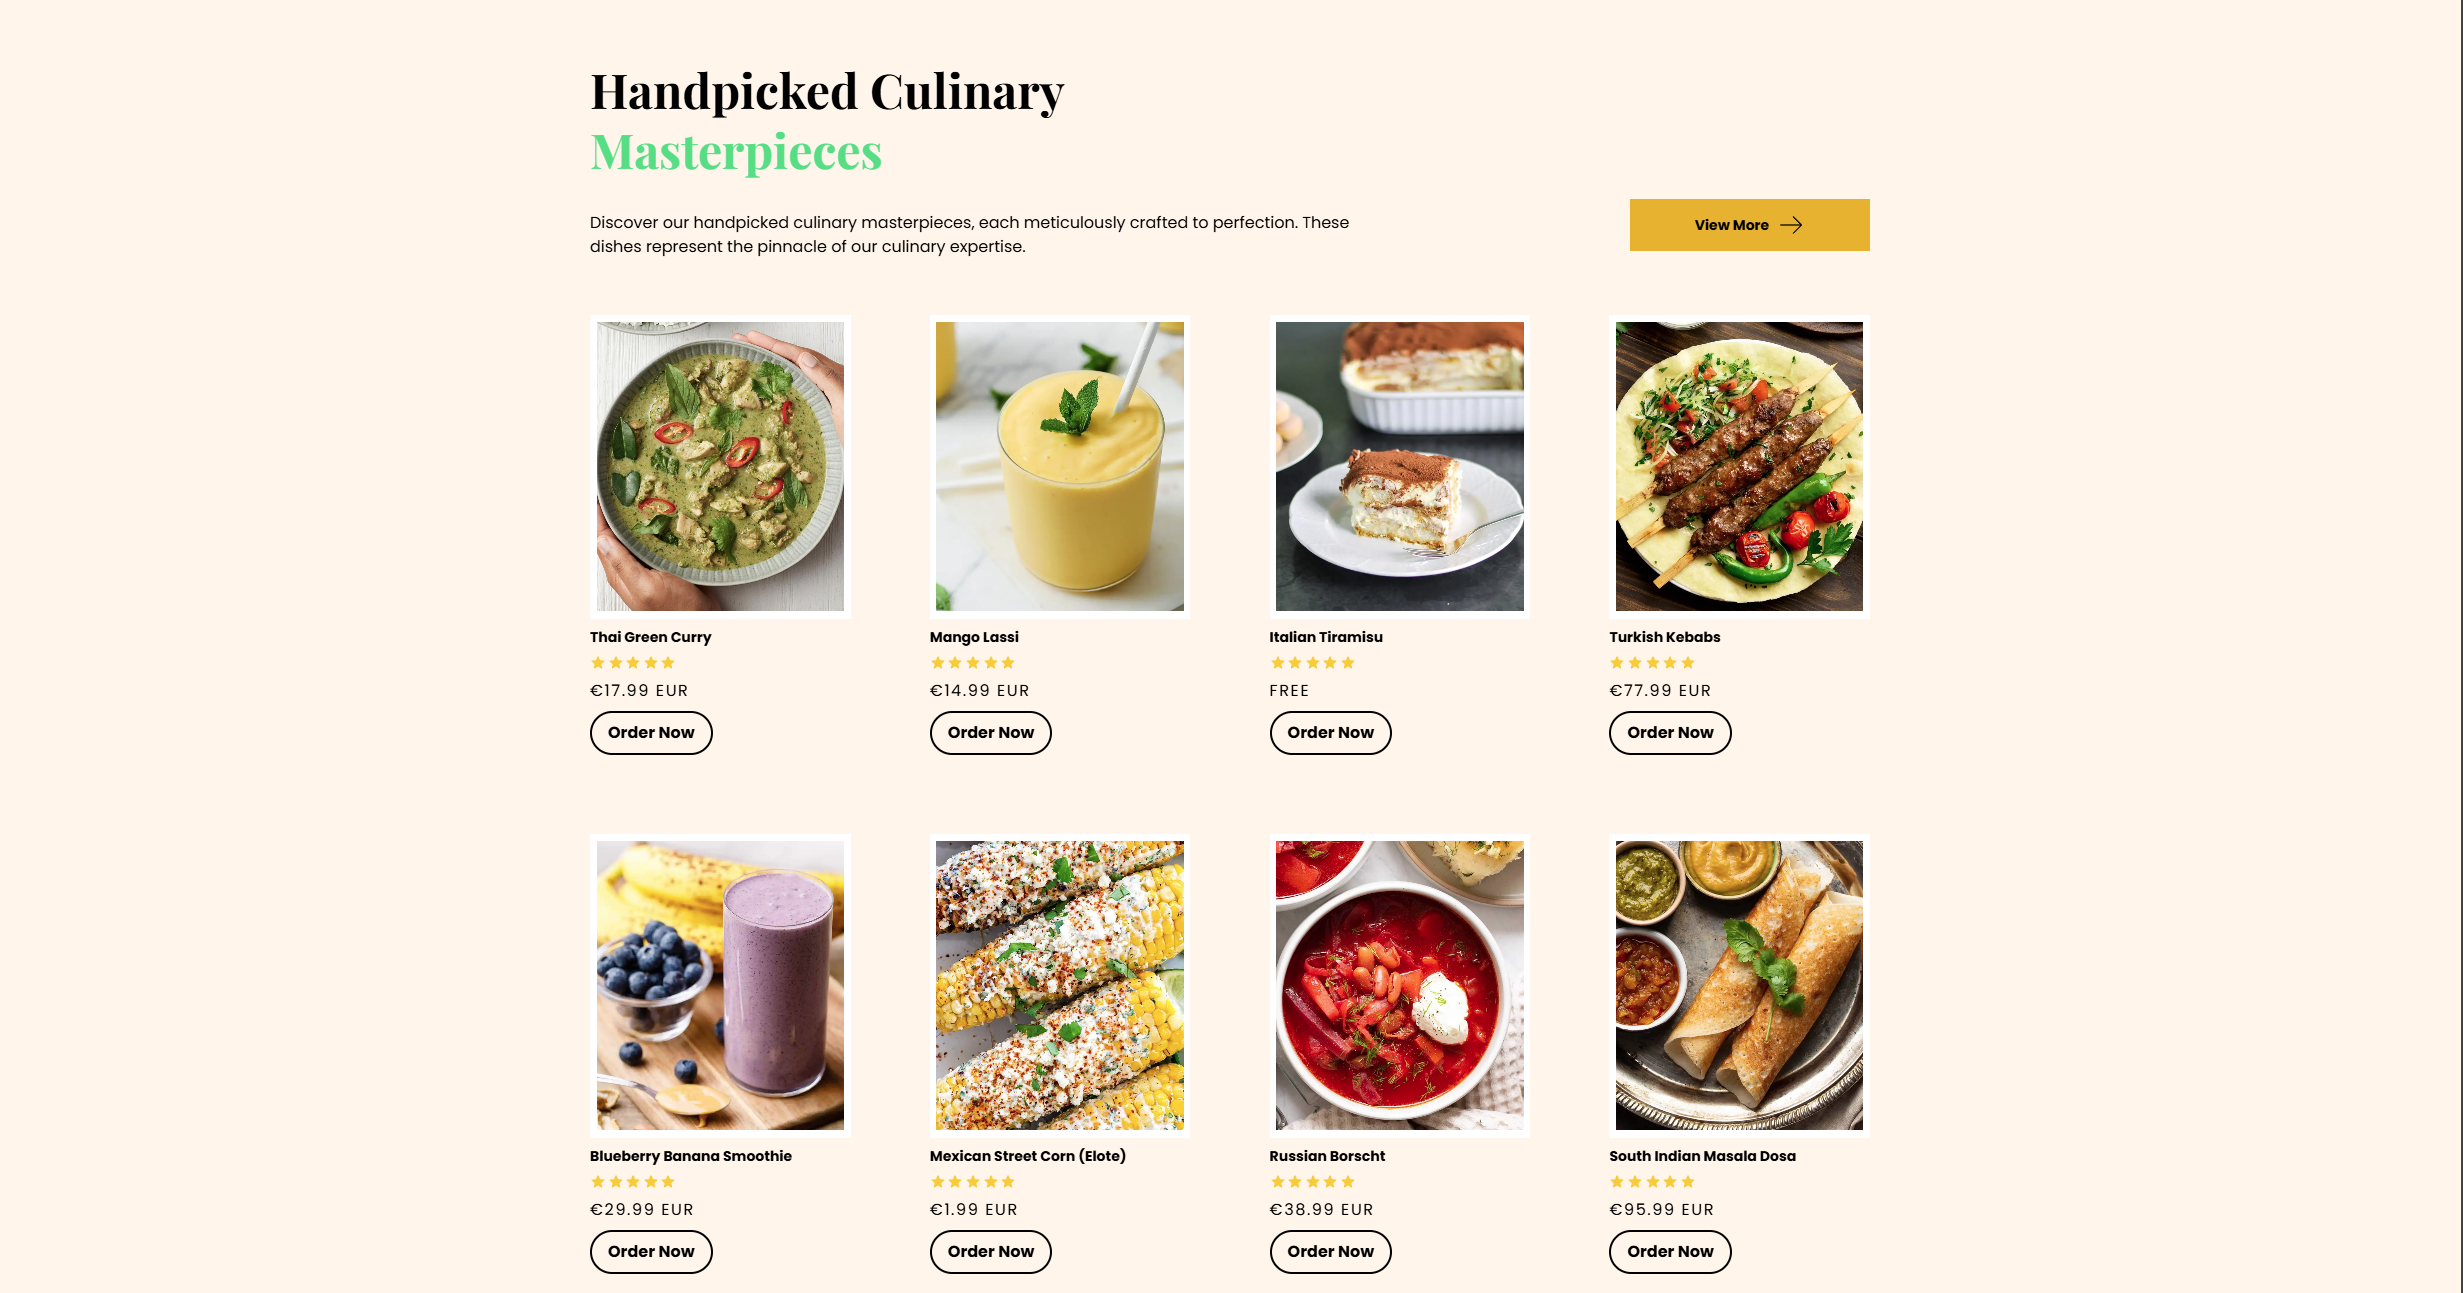 Handpicked Culinary
Masterpieces
Discover our handpicked culinary masterpieces, each meticulously crafted to perfection. These
dishes represent the pinnacle of our culinary expertise.
View More
Thai Green Curry
€17.99 EUR
Order Now
Mango Lassi
€14.99 EUR
Order Now
Italian Tiramisu
FREE
Order Now
Turkish Kebabs
€77.99 EUR
Order Now
Blueberry Banana Smoothie
€29.99 EUR
Order Now
Mexican Street Corn (Elote)
€1.99 EUR
Order Now
Russian Borscht
€38.99 EUR
Order Now
South Indian Masala Dosa
€95.99 EUR
Order Now